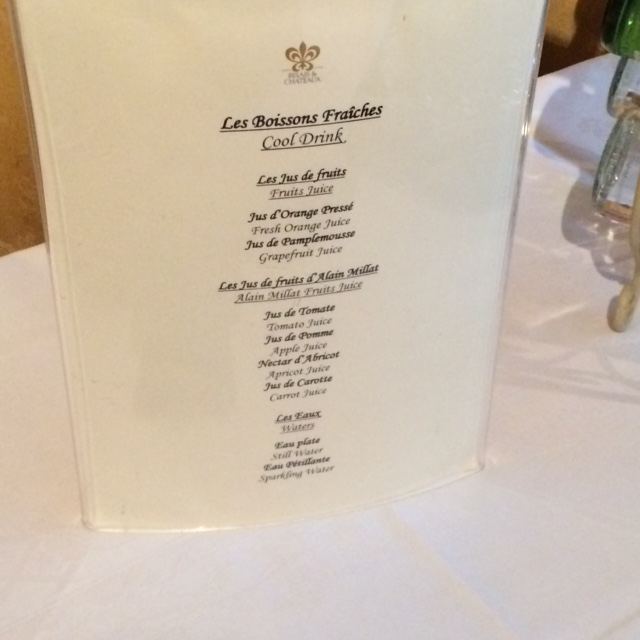 RELAIS &
CHATEAUX
Les Boissons Fraîches
Cool Drink
Les Jus de fruits
Fruits Juice
Jus d'Orange Pressé
Fresh Orange Juice
Jus de Pamplemousse
Grapefruit Juice
Les Jus de fruits d'Alain Millat
Alain Millat Fruits Juice
Jus de Tomate
Tomato Juice
Jus de Pomme
Apple Juice
Nectar d'Abricot
Apricot Juice
Jus de Carotte
Carrot Juice
Les Eaux
Waters
Eau plate
Still Water
Eau Pétillante
Sparkling Water